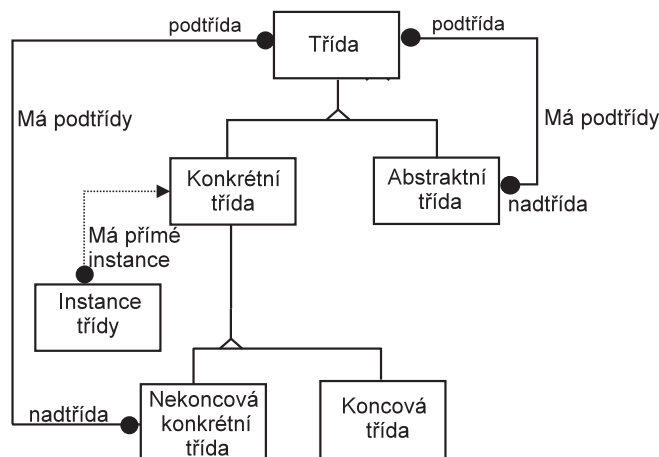 podtřída
podtřída
Třída
Má podtřídy
Má podtřídy
Konkrétní
třída
Abstraktní
třída
nadtřída
Má přímé
instance
Instance
třídy
nadtřída
Nekoncová
konkrétní
třída
Koncová
třída